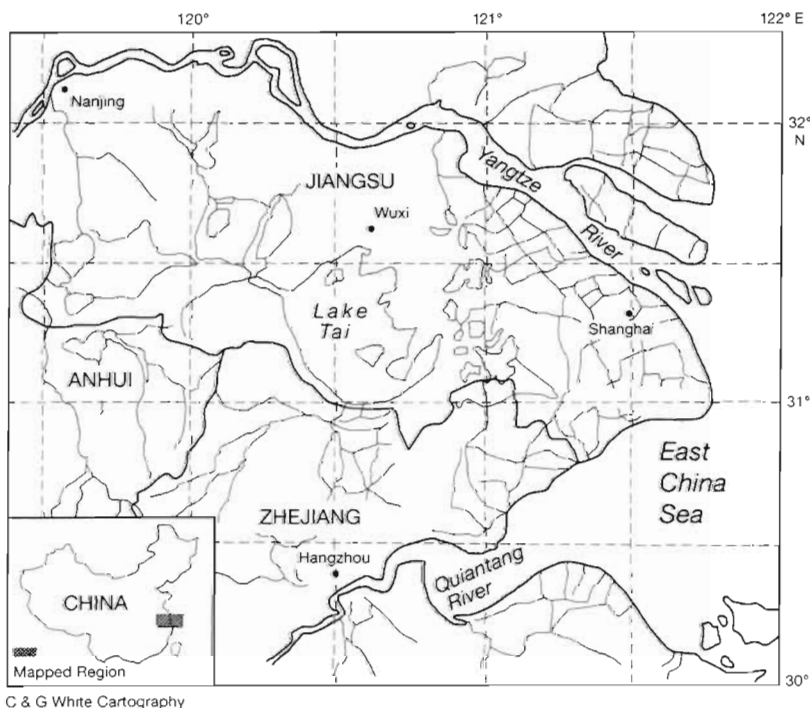 120°
121°
122° E
Nanjing
32°
N
Yangtze
River
JIANGSU
Wuxi
Lake
Tai
Shanghai
ANHUI
31°
East
China
Sea
ZHEJIANG
Hangzhou
Quiantang
River
CHINA
Mapped Region
30°
C & G White Cartography